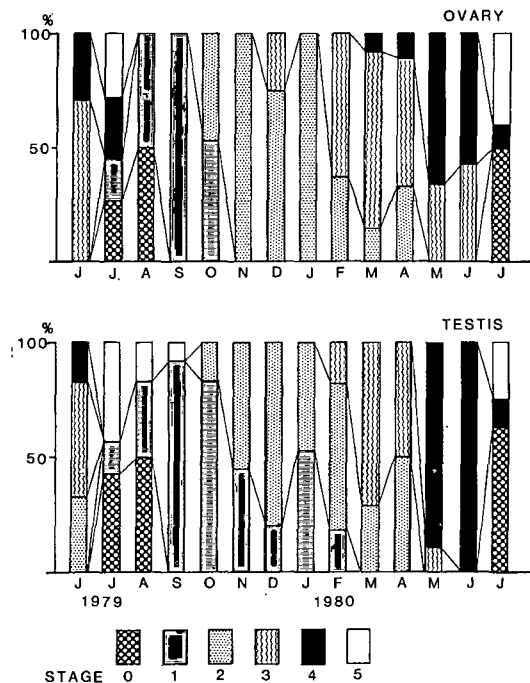 % OVARY
100
50
J J A S O N D J F M A M J J
% TESTIS
100
50
J J A S O N D J F M A M J J
1979 1980
STAGE 0 1 2 3 4 5